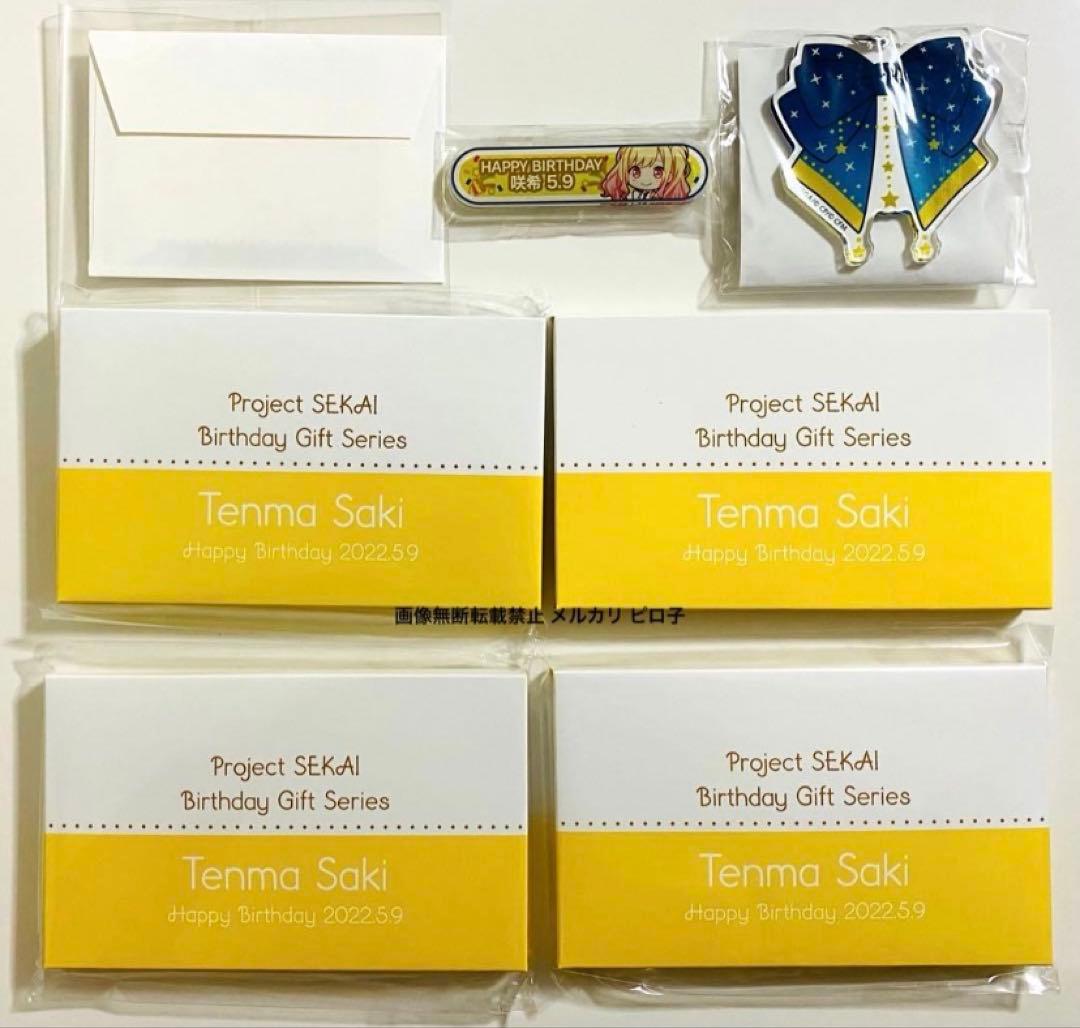 HAPPY BIRTHDAY
咲希 5.9
Project SEKAI
Birthday Gift Series
Tenma Saki
Happy Birthday 2022.5.9
Project SEKAI
Birthday Gift Series
Tenma Saki
Happy Birthday 2022.5.9
画像無断転載禁止 メルカリ ピロ子
Project SEKAI
Birthday Gift Series
Tenma Saki
Happy Birthday 2022.5.9
Project SEKAI
Birthday Gift Series
Tenma Saki
Happy Birthday 2022.5.9